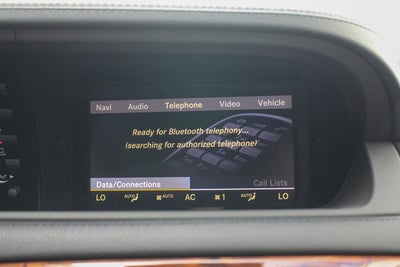 Navi Audio Telephone Video Vehicle
Ready for Bluetooth telephony...
(searching for authorized telephone)
Data/Connections Call Lists
LO AUTO AUTO AC 1 AUTO LO